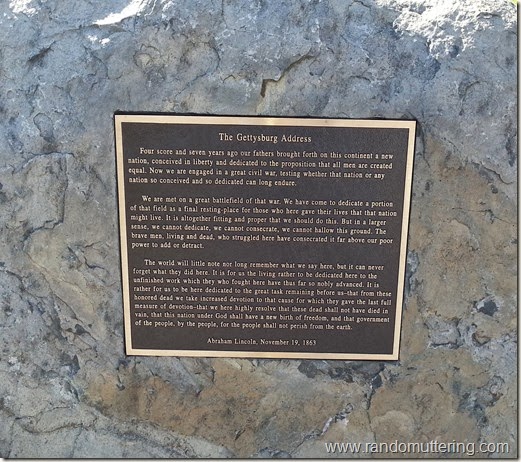 The Gettysburg Address
Four score and seven years ago our fathers brought forth on this continent a new
nation, conceived in liberty and dedicated to the proposition that all men are created
equal. Now we are engaged in a great civil war, testing whether that nation or any
nation so conceived and so dedicated can long endure.
We are met on a great battlefield of that war. We have come to dedicate a portion
of that field as a final resting-place for those who here gave their lives that that nation
might live. It is altogether fitting and proper that we should do this. But in a larger
sense, we cannot dedicate, we cannot consecrate, we cannot hallow this ground. The
brave men, living and dead, who struggled here have consecrated it far above our poor
power to add or detract.
The world will little note nor long remember what we say here, but it can never
forget what they did here. It is for us the living rather to be dedicated here to the
unfinished work which they who fought here have thus far so nobly advanced. It is
rather for us to be here dedicated to the great task remaining before us--that from these
honored dead we take increased devotion to that cause for which they gave the last full
measure of devotion--that we here highly resolve that these dead shall not have died in
vain, that this nation under God shall have a new birth of freedom, and that government
of the people, by the people, for the people shall not perish from the earth.
Abraham Lincoln, November 19, 1863
www.randomuttering.com